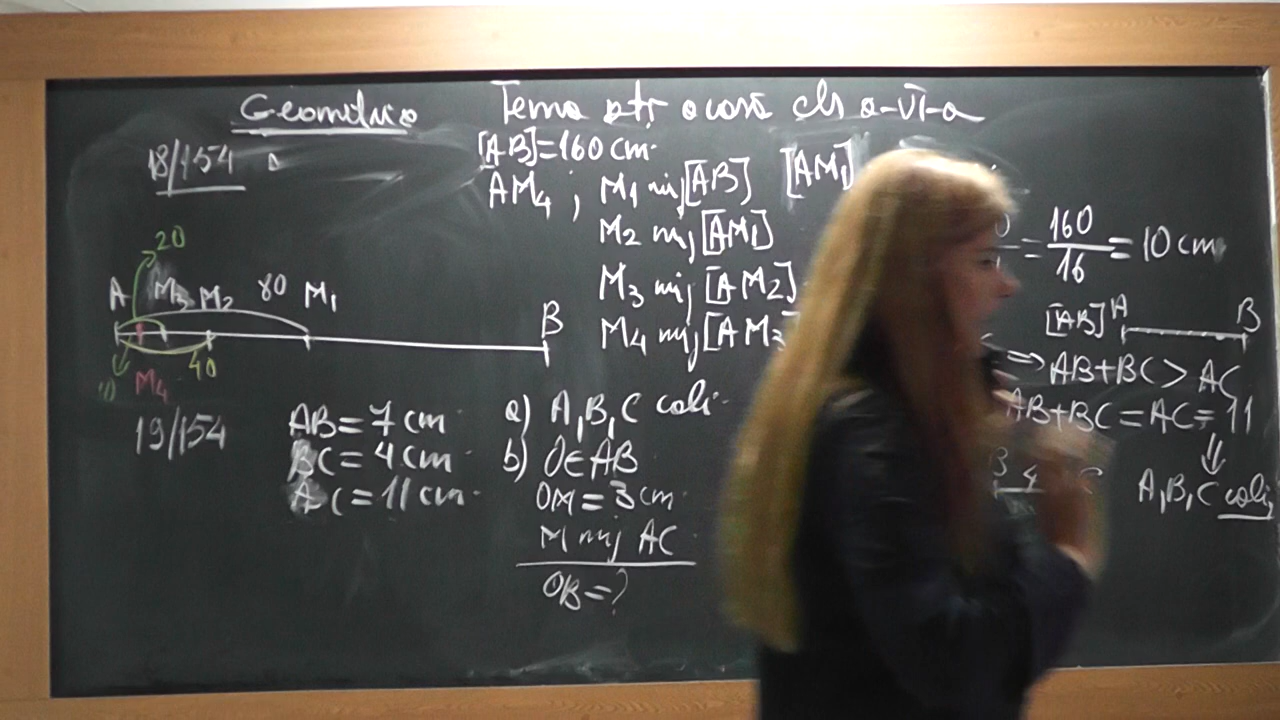 Geometrie Tema ptr acasă cls a-VI-a
18/154
[AB]=160 cm.
AM4 ; M1 mij [AB] [AM1]
M2 mij [AM1]
M3 mij [AM2]
M4 mij [AM3
= 160/16 = 10 cm
20
A M3 M2 80 M1 B
40
M4
[AB] A B
⇒ AB+BC > AC
AB+BC = AC = 11
⇓
A,B,C coli
19/154
AB = 7 cm
BC = 4 cm
AC = 11 cm
a) A,B,C coli
b) O∈AB
OM = 3 cm
M mij AC
OB = ?